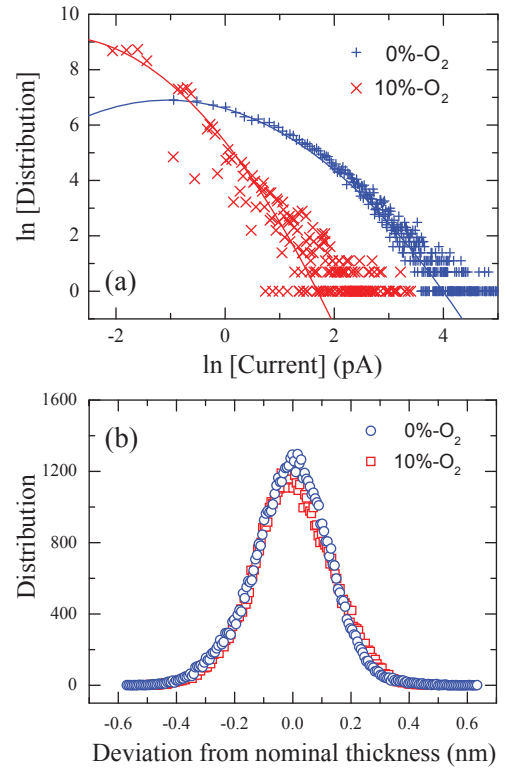 10
8
6
4
2
0
ln [Distribution]
0%-O₂
10%-O₂
(a)
-2 0 2 4
ln [Current] (pA)
1600
1200
800
400
0
Distribution
(b)
0%-O₂
10%-O₂
-0.6 -0.4 -0.2 0.0 0.2 0.4 0.6
Deviation from nominal thickness (nm)